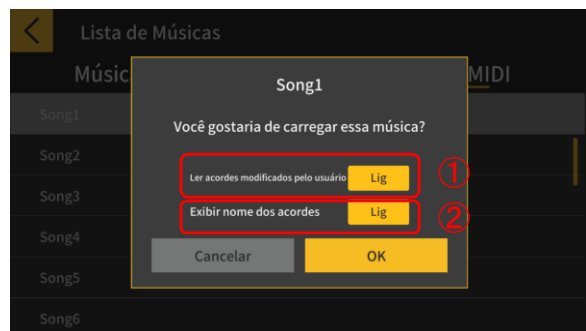 Lista de Músicas
Músic
MIDI
Song1
Song1
Você gostaria de carregar essa música?
Song2
Ler acordes modificados pelo usuário Lig ①
Song3
Exibir nome dos acordes Lig ②
Song4
Cancelar OK
Song5
Song6